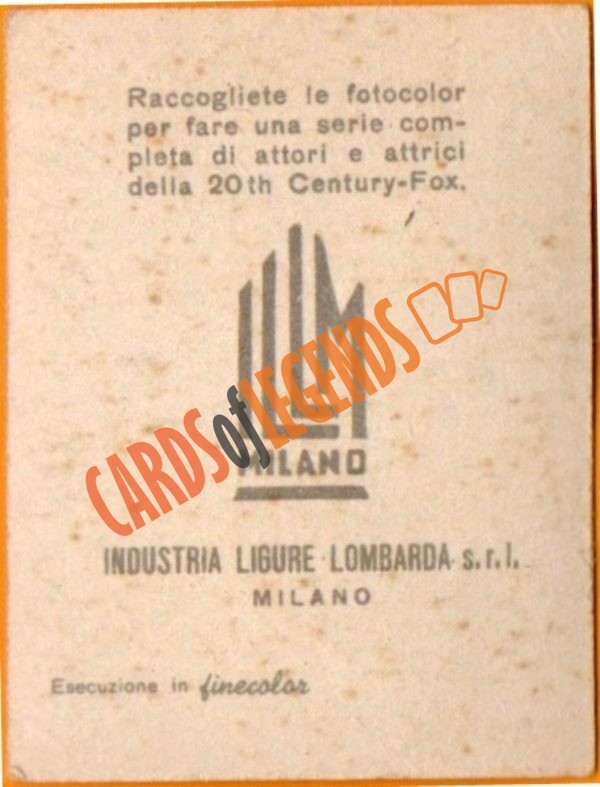 Raccogliete le fotocolor
per fare una serie com-
pleta di attori e attrici
della 20th Century-Fox.
ILLM
CARDS of LEGENDS
MILANO
INDUSTRIA LIGURE LOMBARDA s.r.l.
MILANO
Esecuzione in finecolor